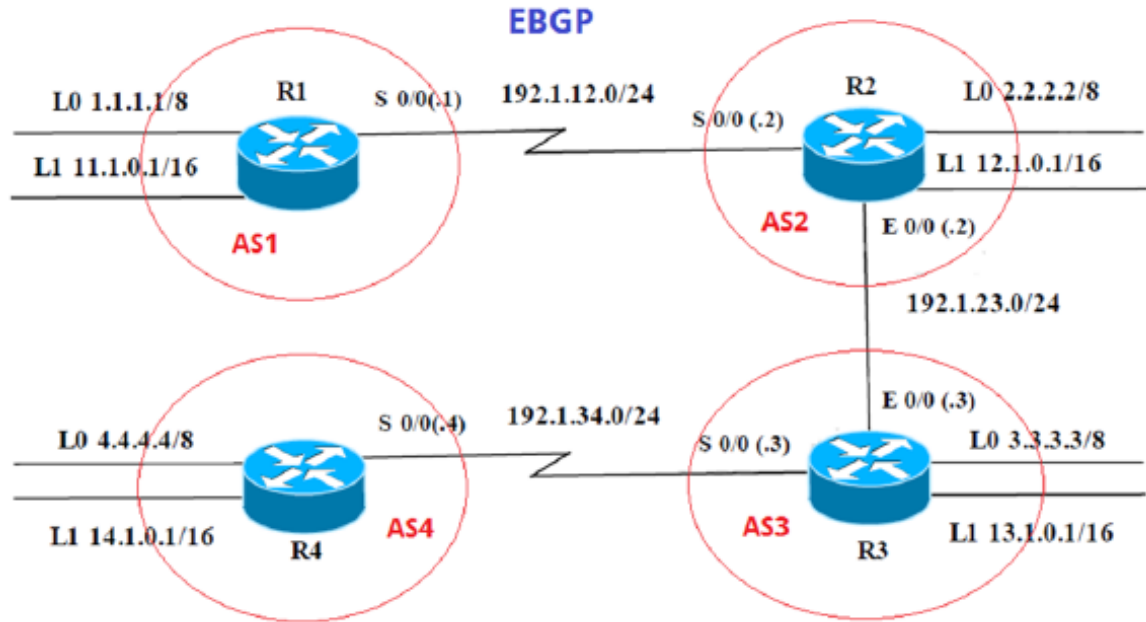 EBGP
L0 1.1.1.1/8
R1
S 0/0(.1)
192.1.12.0/24
R2
L0 2.2.2.2/8
S 0/0 (.2)
L1 11.1.0.1/16
L1 12.1.0.1/16
AS1
AS2
E 0/0 (.2)
192.1.23.0/24
L0 4.4.4.4/8
S 0/0(.4)
192.1.34.0/24
E 0/0 (.3)
S 0/0 (.3)
L0 3.3.3.3/8
L1 14.1.0.1/16
R4
AS4
AS3
R3
L1 13.1.0.1/16